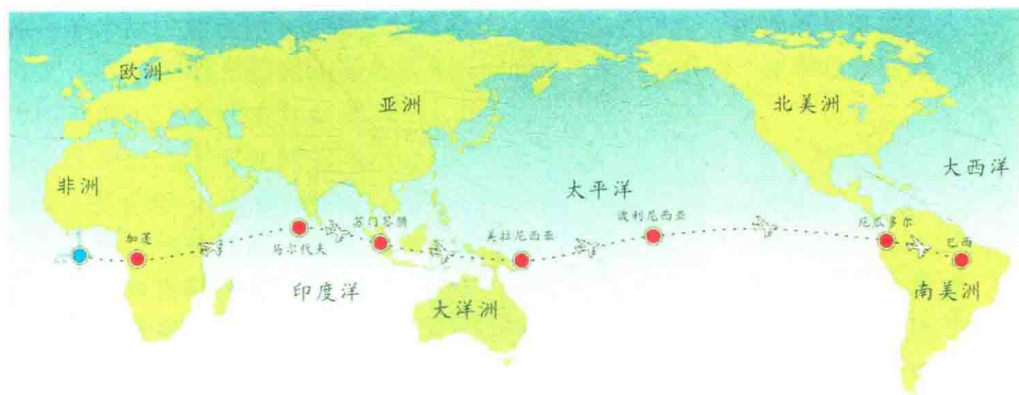 欧洲
亚洲
北美洲
非洲
大西洋
太平洋
加蓬
马尔代夫
苏门答腊
美拉尼西亚
波利尼西亚
厄瓜多尔
巴西
印度洋
大洋洲
南美洲